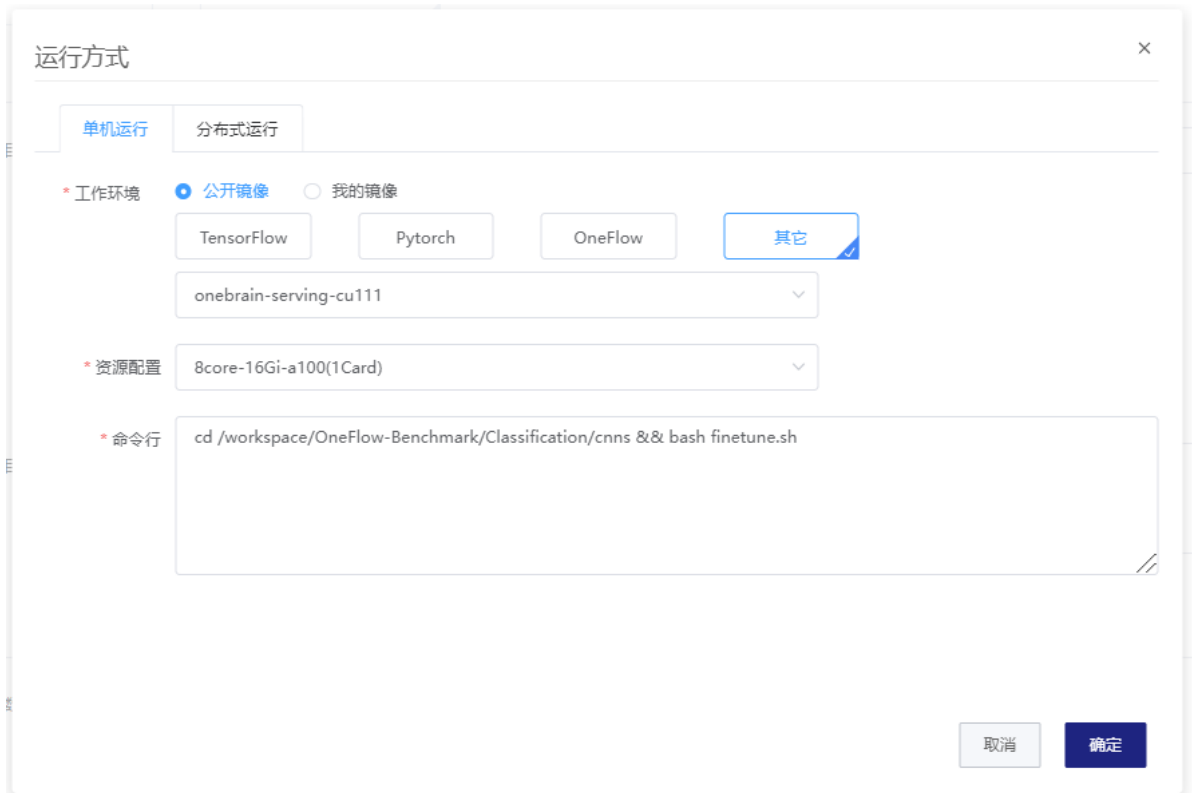 运行方式
单机运行 分布式运行
* 工作环境 公开镜像 我的镜像
TensorFlow Pytorch OneFlow 其它
onebrain-serving-cu111
* 资源配置 8core-16Gi-a100(1Card)
* 命令行 cd /workspace/OneFlow-Benchmark/Classification/cnns && bash finetune.sh
取消 确定